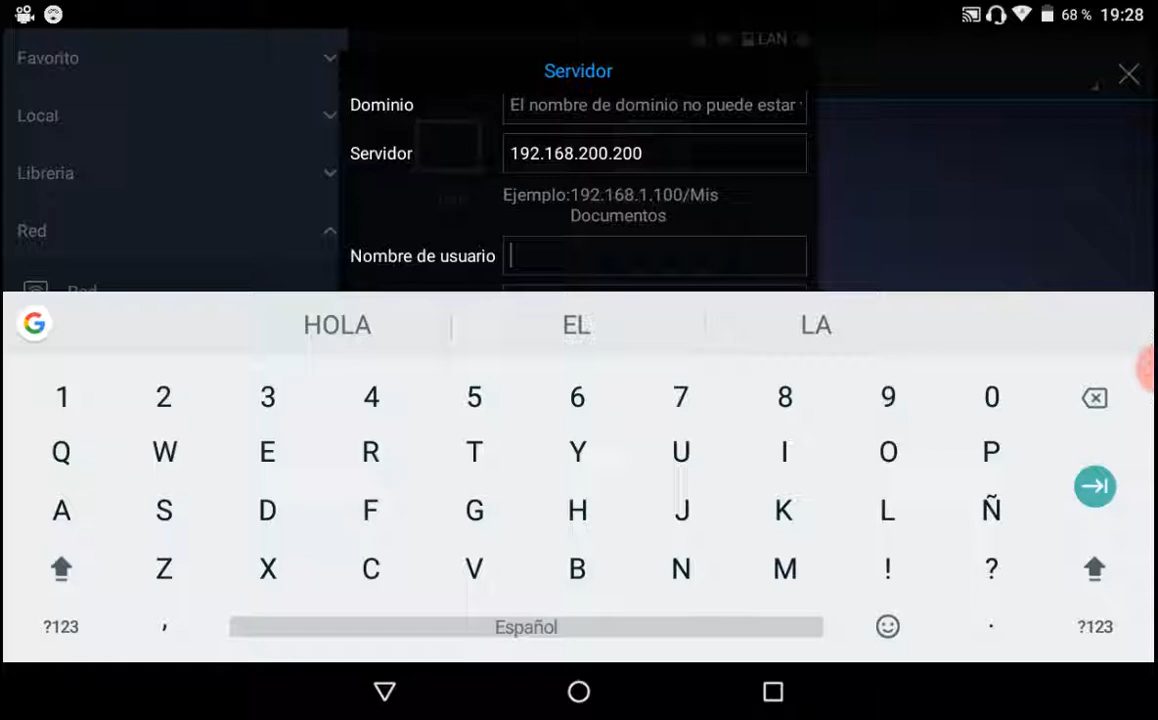 68 % 19:28
Favorito
Local
Libreria
Red
Red
LAN
Servidor
Dominio
El nombre de dominio no puede estar
Servidor
192.168.200.200
Ejemplo:192.168.1.100/Mis
Documentos
Nombre de usuario
G
HOLA EL LA
1 2 3 4 5 6 7 8 9 0
Q W E R T Y U I O P
A S D F G H J K L Ñ
Z X C V B N M ! ?
?123 , Español . ?123